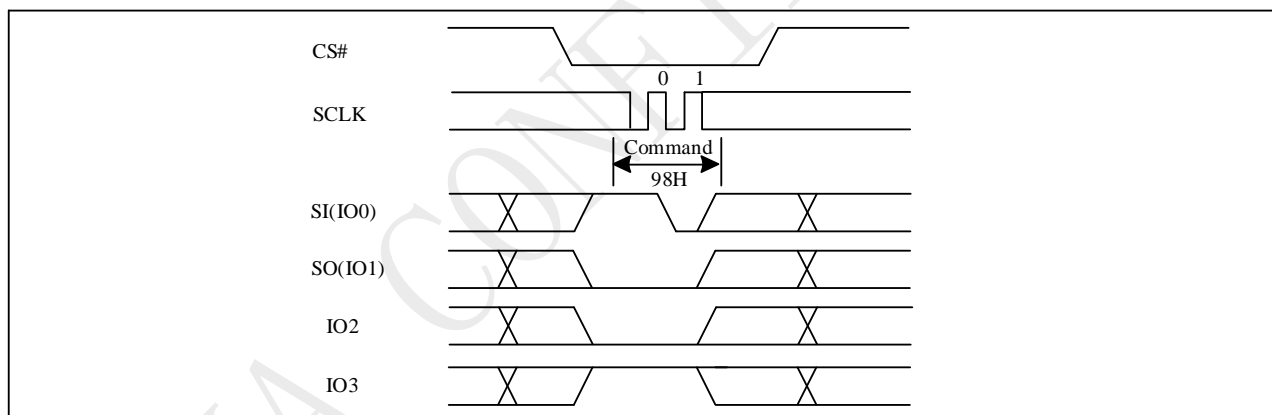 CS#
0 1
SCLK
Command
98H
SI(IO0)
SO(IO1)
IO2
IO3